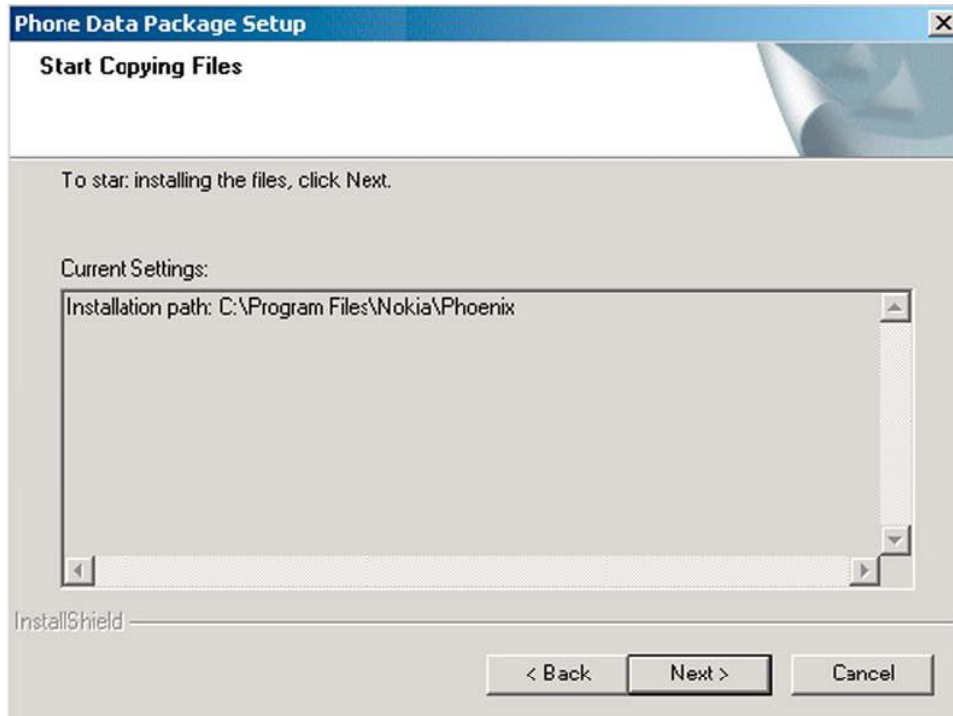 Phone Data Package Setup
Start Copying Files
To star: installing the files, click Next.
Current Settings:
Installation path: C:\Program Files\Nokia\Phoenix
InstallShield
< Back
Next >
Cancel